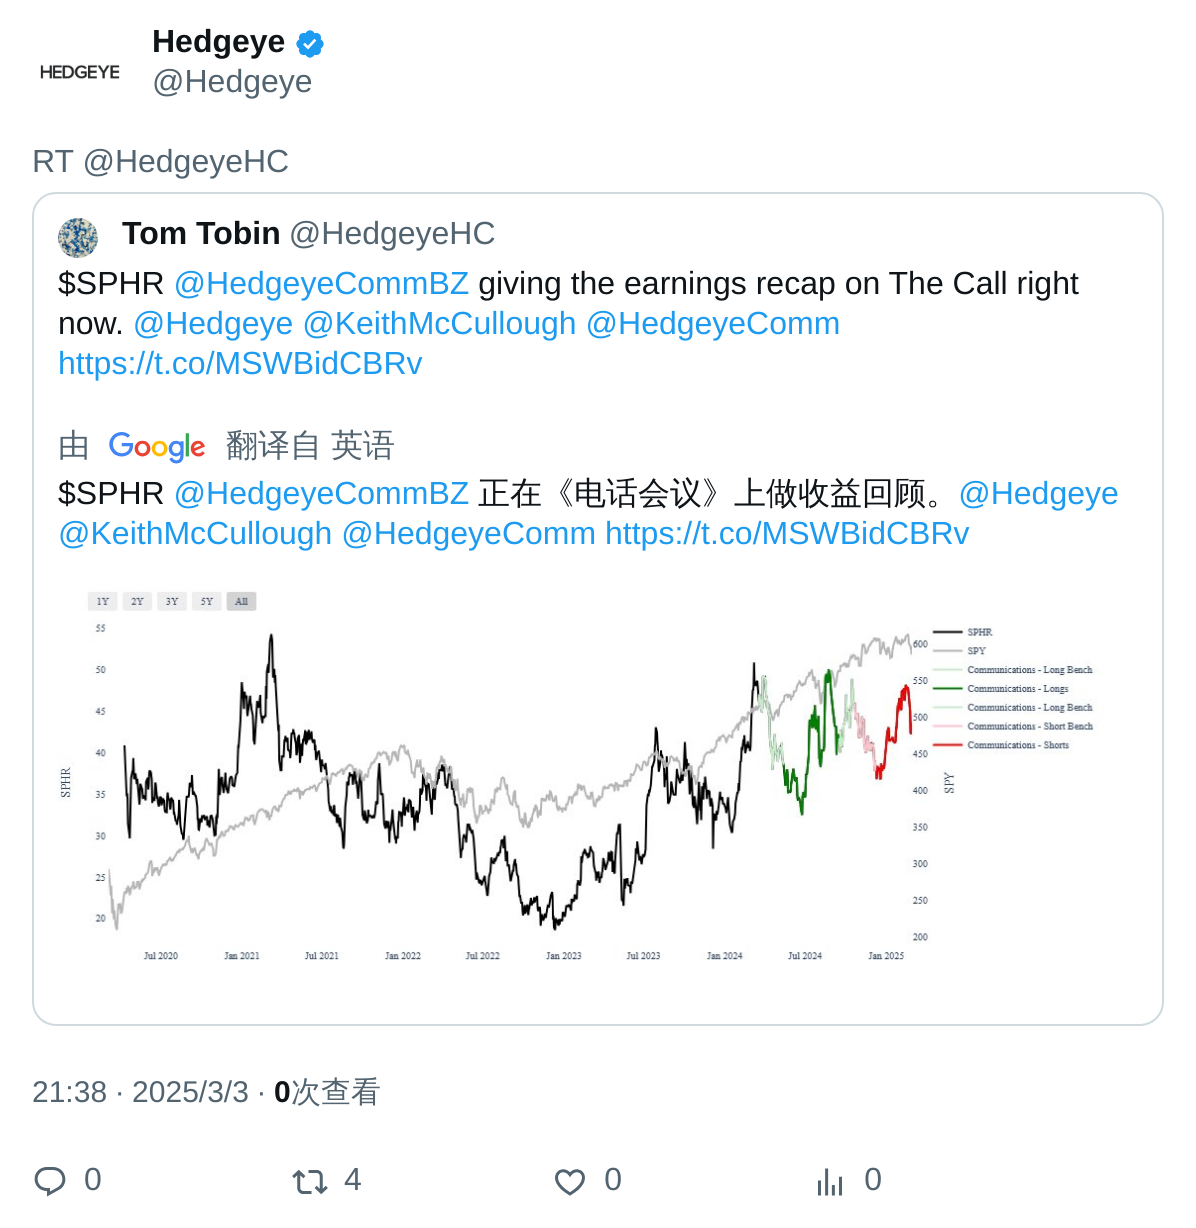 Hedgeye
HEDGEYE
@Hedgeye
RT @HedgeyeHC
Tom Tobin @HedgeyeHC
$SPHR @HedgeyeCommBZ giving the earnings recap on The Call right
now. @Hedgeye @KeithMcCullough @HedgeyeComm
https://t.co/MSWBidCBRv
由 Google 翻译自 英语
$SPHR @HedgeyeCommBZ 正在《电话会议》上做收益回顾。@Hedgeye
@KeithMcCullough @HedgeyeComm https://t.co/MSWBidCBRv
1Y 2Y 3Y 5Y All
55
50
45
40
35
30
25
20
SPHR
Jul 2020 Jan 2021 Jul 2021 Jan 2022 Jul 2022 Jan 2023 Jul 2023 Jan 2024 Jul 2024 Jan 2025
600
550
500
450
400
350
300
250
200
SPY
SPHR
SPY
Communications - Long Bench
Communications - Longs
Communications - Long Bench
Communications - Short Bench
Communications - Shorts
21:38 · 2025/3/3 · 0次查看
0 4 0 0